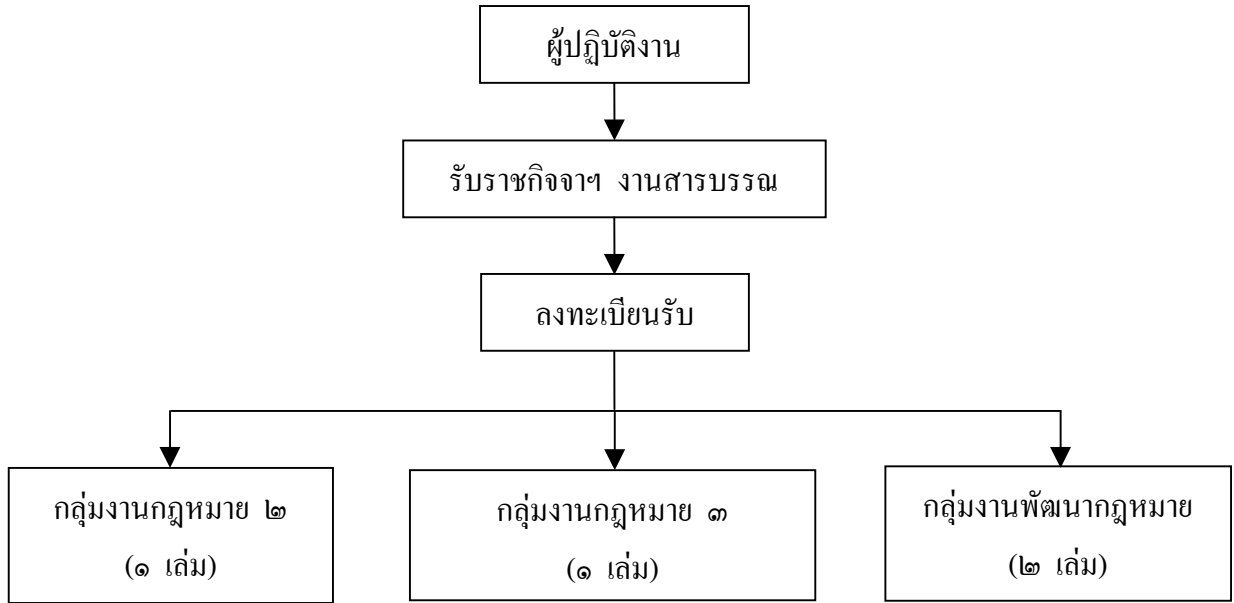 ผู้ปฏิบัติงาน
รับราชกิจจาฯ งานสารบรรณ
ลงทะเบียนรับ
กลุ่มงานกฎหมาย ๒
(๑ เล่ม)
กลุ่มงานกฎหมาย ๓
(๑ เล่ม)
กลุ่มงานพัฒนากฎหมาย
(๒ เล่ม)